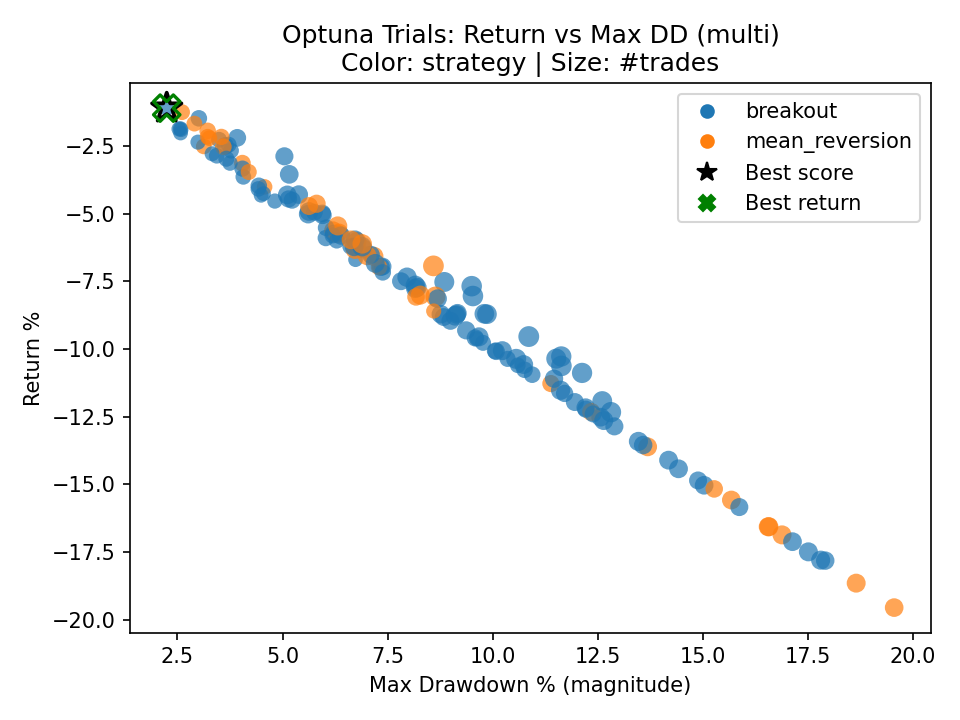 Optuna Trials: Return vs Max DD (multi)
Color: strategy | Size: #trades
breakout
mean_reversion
Best score
Best return
−2.5
−5.0
−7.5
−10.0
−12.5
−15.0
−17.5
−20.0
Return %
2.5 5.0 7.5 10.0 12.5 15.0 17.5 20.0
Max Drawdown % (magnitude)